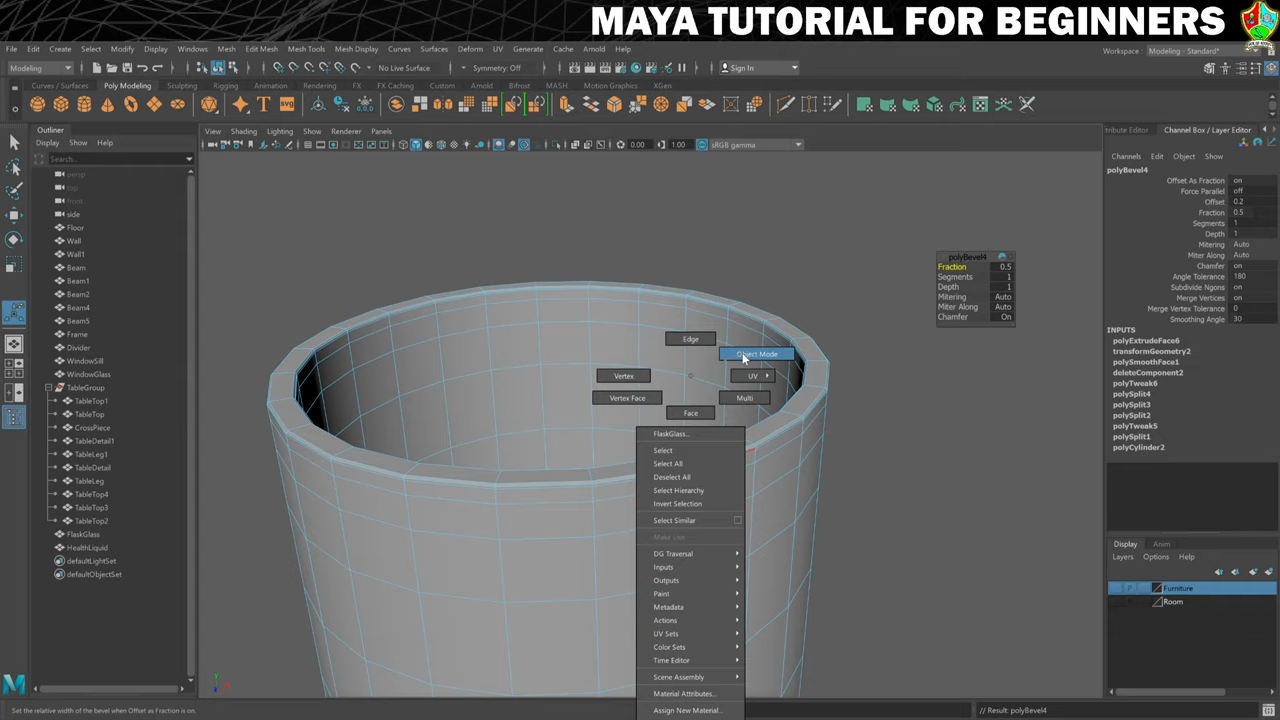 MAYA TUTORIAL FOR BEGINNERS
File Edit Create Select Modify Display Windows Mesh Edit Mesh Mesh Tools Mesh Display Curves Surfaces Deform UV Generate Cache Arnold Help
Workspace : Modeling - Standard*
Modeling
No Live Surface
Symmetry: Off
Sign In
Curves / Surfaces Poly Modeling Sculpting Rigging Animation Rendering FX FX Caching Custom Arnold Bifrost MASH Motion Graphics XGen
Outliner
Display Show Help
Search...
persp
top
front
side
Floor
Wall
Wall1
Beam
Beam1
Beam2
Beam4
Beam5
Frame
Divider
WindowSill
WindowGlass
TableGroup
TableTop1
TableTop
CrossPiece
TableDetail1
TableLeg1
TableDetail
TableLeg
TableTop4
TableTop3
TableTop2
FlaskGlass
HealthLiquid
defaultLightSet
defaultObjectSet
View Shading Lighting Show Renderer Panels
0.00 1.00 sRGB gamma
Edge
Object Mode
Vertex
UV
Vertex Face
Multi
Face
FlaskGlass...
Select
Select All
Deselect All
Select Hierarchy
Invert Selection
Select Similar
Make Live
DG Traversal
Inputs
Outputs
Paint
Metadata
Actions
UV Sets
Color Sets
Time Editor
Scene Assembly
Material Attributes...
Assign New Material...
polyBevel4
Fraction 0.5
Segments 1
Depth 1
Mitering Auto
Miter Along Auto
Chamfer On
Channel Box / Layer Editor
Channels Edit Object Show
polyBevel4
Offset As Fraction on
Force Parallel off
Offset 0.2
Fraction 0.5
Segments 1
Depth 1
Mitering Auto
Miter Along Auto
Chamfer on
Angle Tolerance 180
Subdivide Ngons on
Merge Vertices on
Merge Vertex Tolerance 0
Smoothing Angle 30
INPUTS
polyExtrudeFace6
transformGeometry2
polySmoothFace1
deleteComponent2
polyTweak6
polySplit4
polySplit3
polySplit2
polyTweak5
polySplit1
polyCylinder2
Display Anim
Layers Options Help
Furniture
Room
Set the relative width of the bevel when Offset as Fraction is on.
// Result: polyBevel4